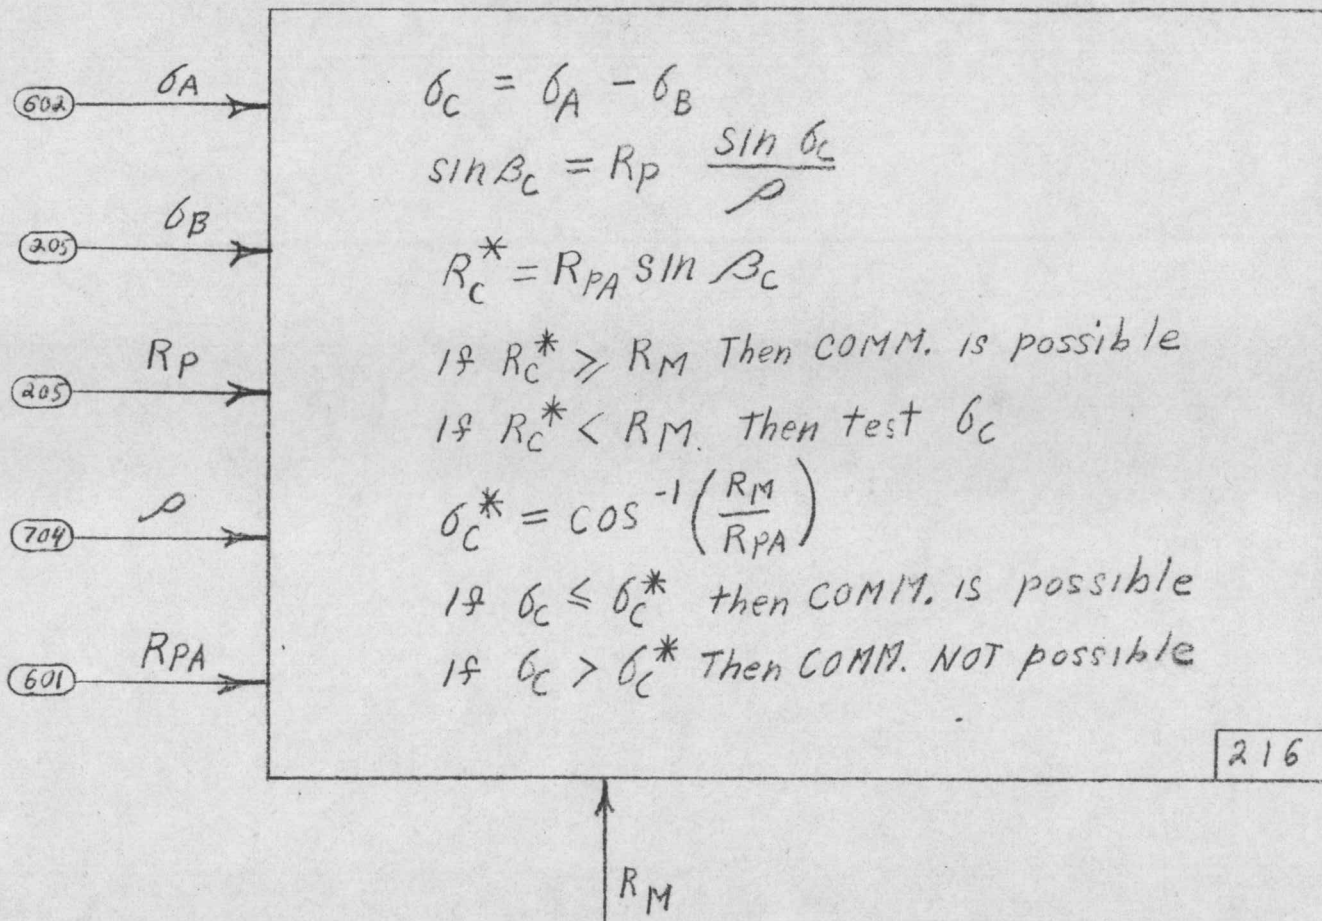 602 σA
205 σB
205 RP
704 ρ
601 RPA
σC = σA - σB
sin βC = RP sin σC / ρ
RC* = RPA sin βC
If RC* ≥ RM Then COMM. is possible
If RC* < RM. Then test σC
σC* = cos⁻¹(RM / RPA)
If σC ≤ σC* then COMM. is possible
If σC > σC* Then COMM. NOT possible
216
RM